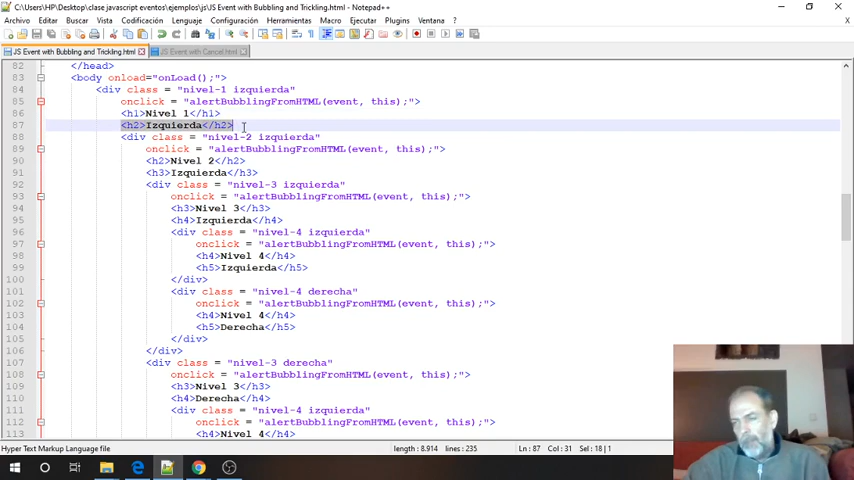 C:\Users\HP\Desktop\clase javascript eventos\ejemplos\js\JS Event with Bubbling and Trickling.html - Notepad++
Archivo Editar Buscar Vista Codificación Lenguaje Configuración Herramientas Macro Ejecutar Plugins Ventana ?
JS Event with Bubbling and Trickling.html JS Event with Cancel.html
82 </head>
83 <body onload="onLoad();">
84 <div class = "nivel-1 izquierda"
85 onclick = "alertBubblingFromHTML(event, this);">
86 <h1>Nivel 1</h1>
87 <h2>Izquierda</h2>
88 <div class = "nivel-2 izquierda"
89 onclick = "alertBubblingFromHTML(event, this);">
90 <h2>Nivel 2</h2>
91 <h3>Izquierda</h3>
92 <div class = "nivel-3 izquierda"
93 onclick = "alertBubblingFromHTML(event, this);">
94 <h3>Nivel 3</h3>
95 <h4>Izquierda</h4>
96 <div class = "nivel-4 izquierda"
97 onclick = "alertBubblingFromHTML(event, this);">
98 <h4>Nivel 4</h4>
99 <h5>Izquierda</h5>
100 </div>
101 <div class = "nivel-4 derecha"
102 onclick = "alertBubblingFromHTML(event, this);">
103 <h4>Nivel 4</h4>
104 <h5>Derecha</h5>
105 </div>
106 </div>
107 <div class = "nivel-3 derecha"
108 onclick = "alertBubblingFromHTML(event, this);">
109 <h3>Nivel 3</h3>
110 <h4>Derecha</h4>
111 <div class = "nivel-4 izquierda"
112 onclick = "alertBubblingFromHTML(event, this);">
113 <h4>Nivel 4</h4>
Hyper Text Markup Language file length : 8.914 lines : 235 Ln : 87 Col : 31 Sel : 18 | 1